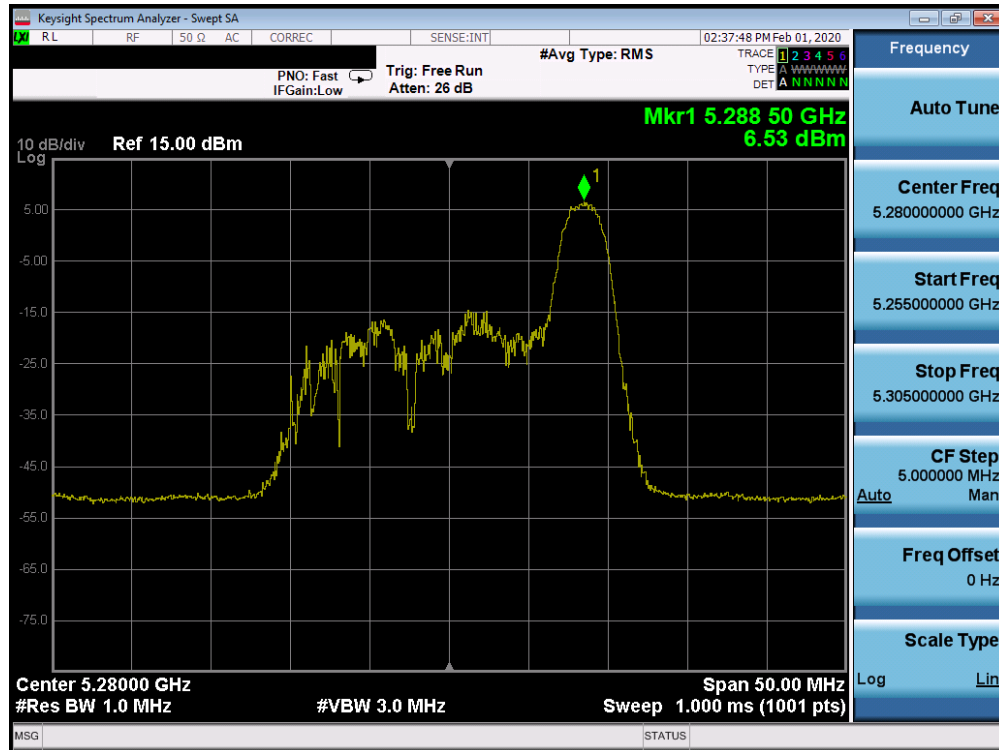 Keysight Spectrum Analyzer - Swept SA
LXI RL RF 50 Ω AC CORREC SENSE:INT 02:37:48 PM Feb 01, 2020
PNO: Fast
IFGain:Low
Trig: Free Run
Atten: 26 dB
#Avg Type: RMS
TRACE 1 2 3 4 5 6
TYPE A WWWWW
DET A N N N N N
Mkr1 5.288 50 GHz
6.53 dBm
10 dB/div Ref 15.00 dBm
Log
1
5.00
-5.00
-15.0
-25.0
-35.0
-45.0
-55.0
-65.0
-75.0
Center 5.28000 GHz Span 50.00 MHz
#Res BW 1.0 MHz #VBW 3.0 MHz Sweep 1.000 ms (1001 pts)
MSG STATUS
Frequency
Auto Tune
Center Freq
5.280000000 GHz
Start Freq
5.255000000 GHz
Stop Freq
5.305000000 GHz
CF Step
5.000000 MHz
Auto Man
Freq Offset
0 Hz
Scale Type
Log Lin